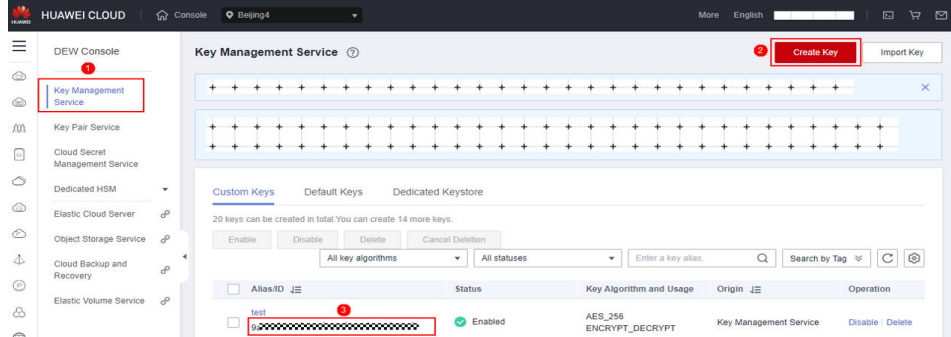 HUAWEI
HUAWEI CLOUD
Console
Beijing4
More
English
DEW Console
1
Key Management
Service
Key Pair Service
Cloud Secret
Management Service
Dedicated HSM
Elastic Cloud Server
Object Storage Service
Cloud Backup and
Recovery
Elastic Volume Service
Key Management Service
2
Create Key
Import Key
Custom Keys
Default Keys
Dedicated Keystore
20 keys can be created in total.You can create 14 more keys.
Enable
Disable
Delete
Cancel Deletion
All key algorithms
All statuses
Enter a key alias.
Search by Tag
Alias/ID
Status
Key Algorithm and Usage
Origin
Operation
test
3
Enabled
AES_256
ENCRYPT_DECRYPT
Key Management Service
Disable
Delete